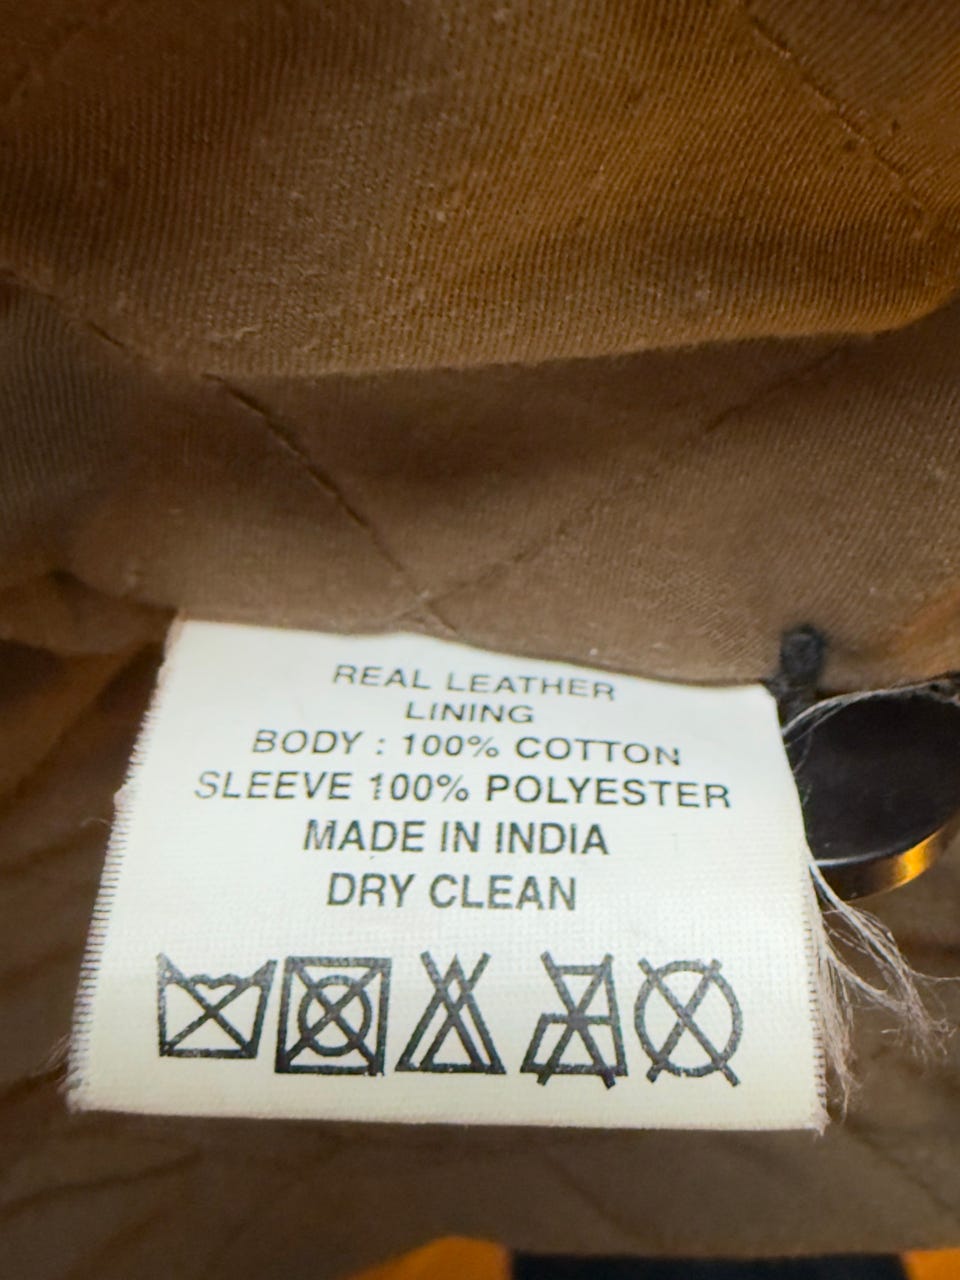 REAL LEATHER
LINING
BODY : 100% COTTON
SLEEVE 100% POLYESTER
MADE IN INDIA
DRY CLEAN